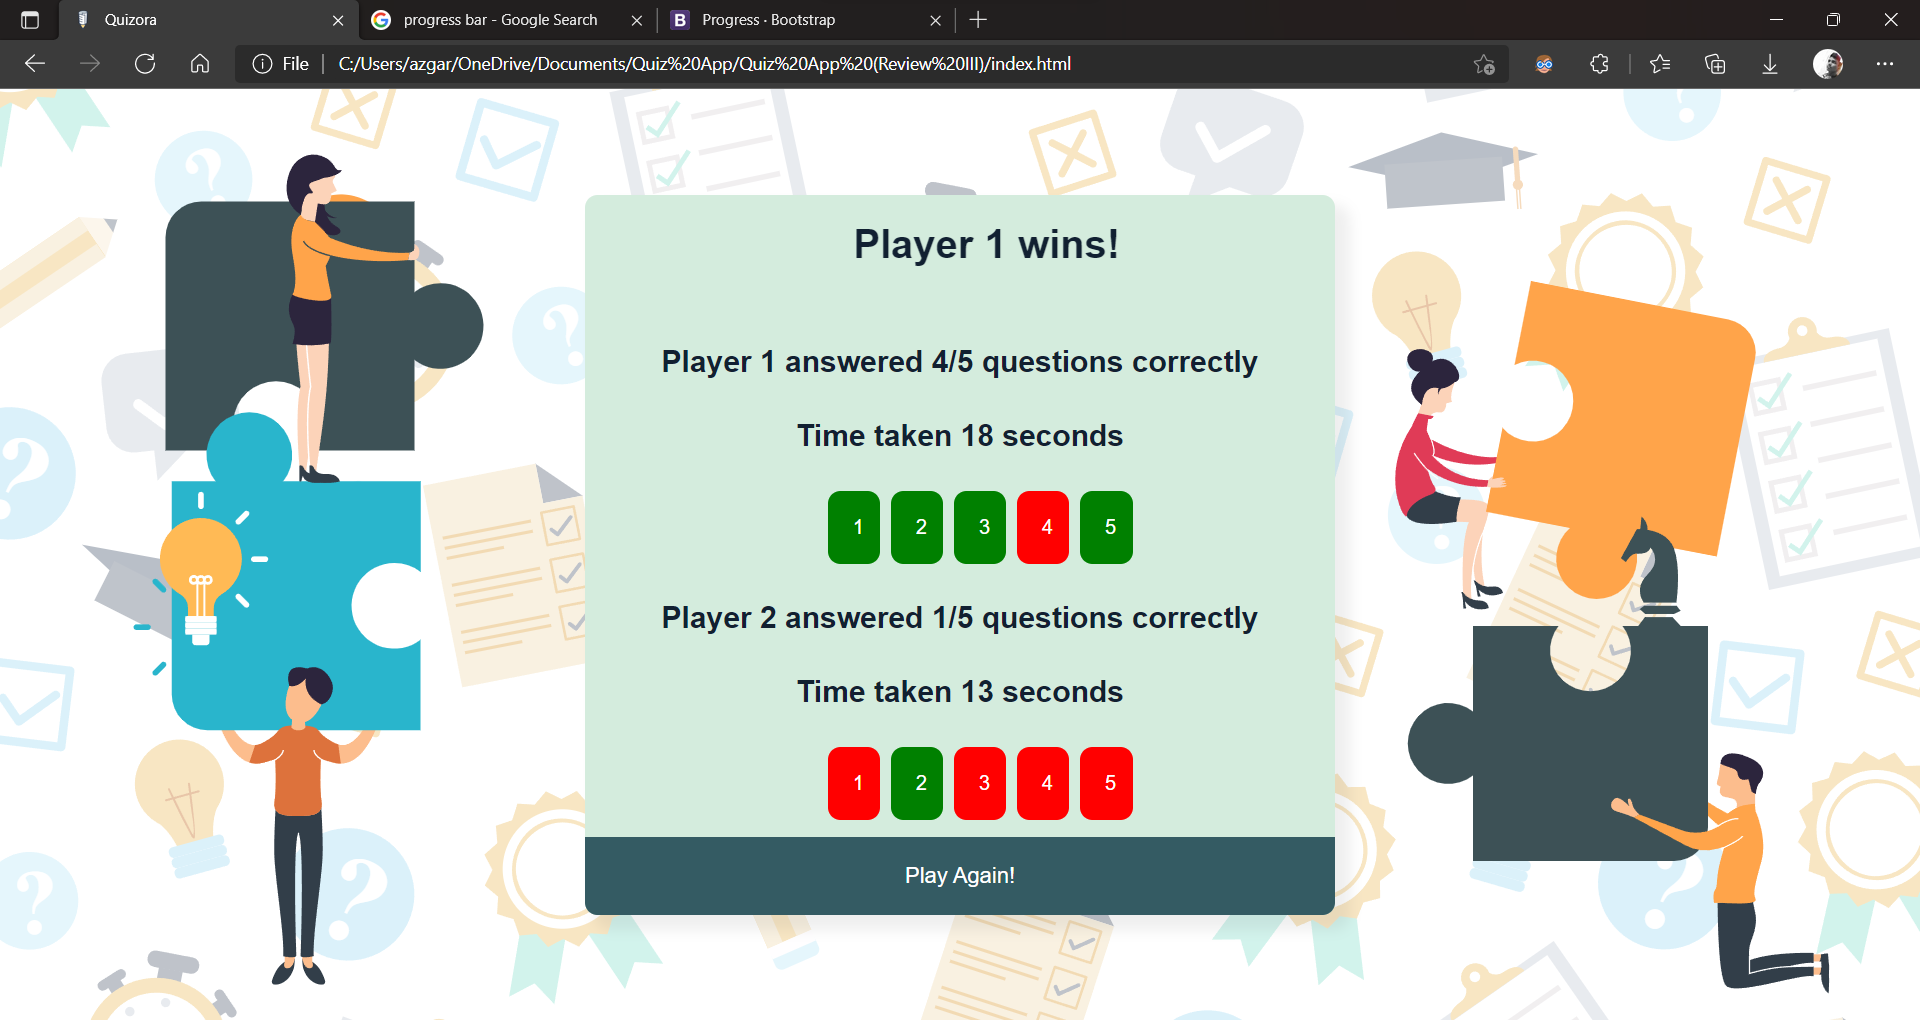 Quizora
progress bar - Google Search
B
Progress · Bootstrap
File
C:/Users/azgar/OneDrive/Documents/Quiz%20App/Quiz%20App%20(Review%20III)/index.html
Player 1 wins!
Player 1 answered 4/5 questions correctly
Time taken 18 seconds
1 2 3 4 5
Player 2 answered 1/5 questions correctly
Time taken 13 seconds
1 2 3 4 5
Play Again!